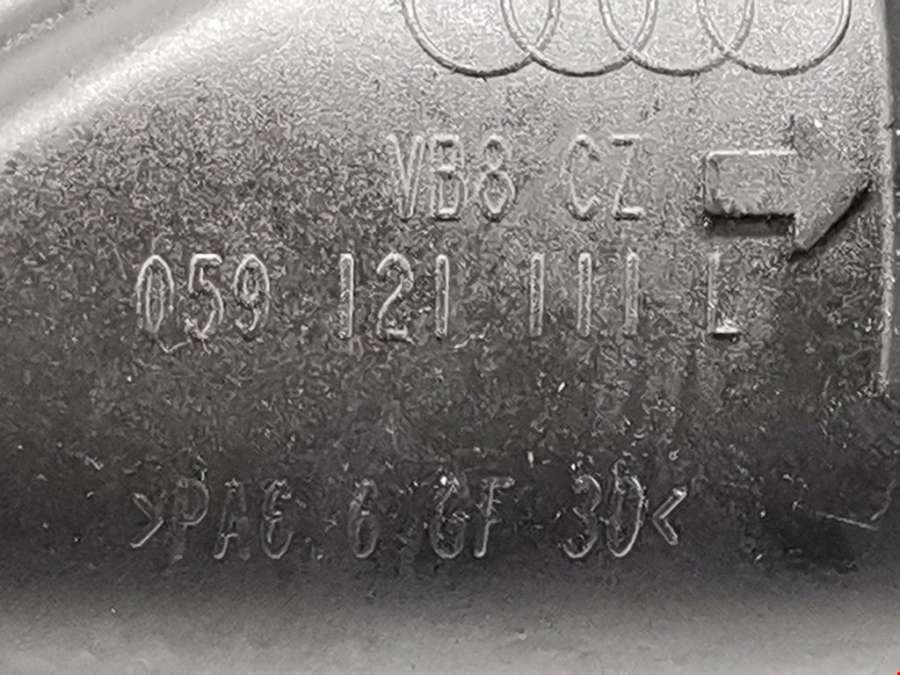 VB8 CZ
059 121 111 L
>PA6.6 GF 30<